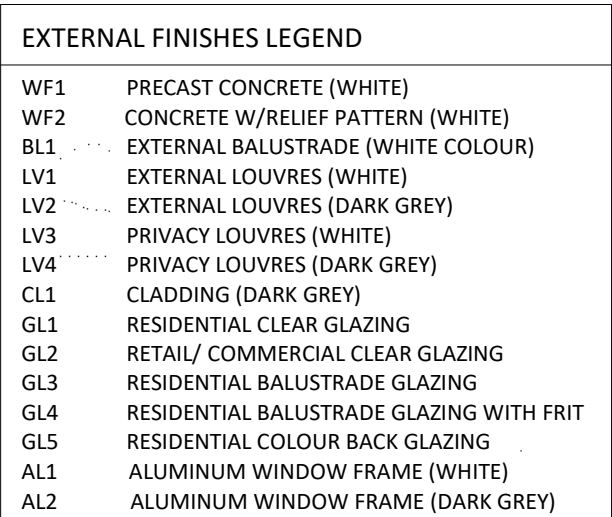 EXTERNAL FINISHES LEGEND
WF1 PRECAST CONCRETE (WHITE)
WF2 CONCRETE W/RELIEF PATTERN (WHITE)
BL1 EXTERNAL BALUSTRADE (WHITE COLOUR)
LV1 EXTERNAL LOUVRES (WHITE)
LV2 EXTERNAL LOUVRES (DARK GREY)
LV3 PRIVACY LOUVRES (WHITE)
LV4 PRIVACY LOUVRES (DARK GREY)
CL1 CLADDING (DARK GREY)
GL1 RESIDENTIAL CLEAR GLAZING
GL2 RETAIL/ COMMERCIAL CLEAR GLAZING
GL3 RESIDENTIAL BALUSTRADE GLAZING
GL4 RESIDENTIAL BALUSTRADE GLAZING WITH FRIT
GL5 RESIDENTIAL COLOUR BACK GLAZING
AL1 ALUMINUM WINDOW FRAME (WHITE)
AL2 ALUMINUM WINDOW FRAME (DARK GREY)